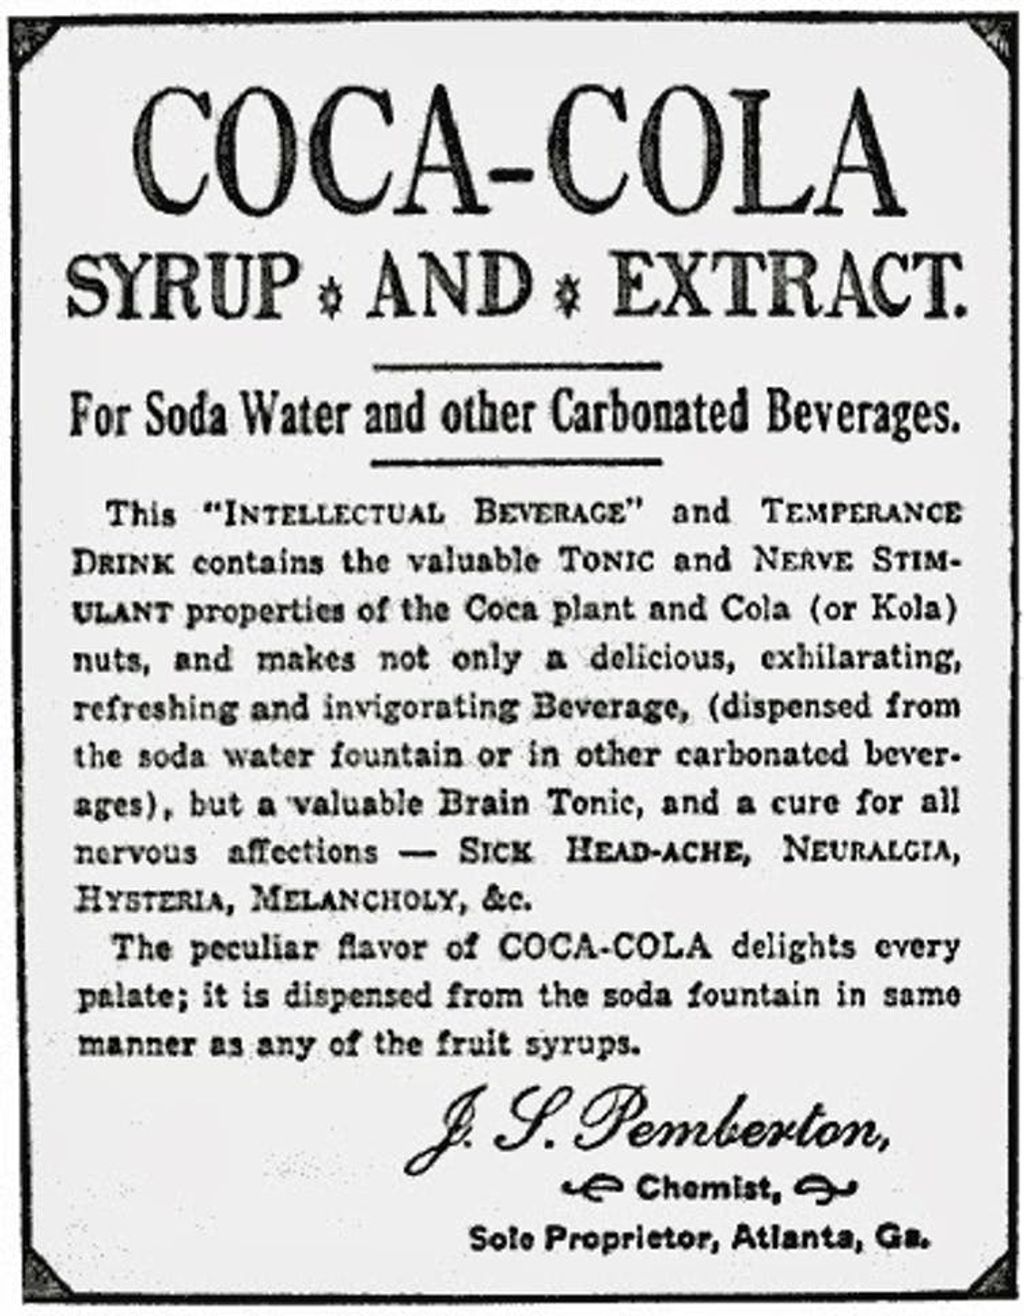 COCA-COLA
SYRUP * AND * EXTRACT.
For Soda Water and other Carbonated Beverages.
This "INTELLECTUAL BEVERAGE" and TEMPERANCE
DRINK contains the valuable TONIC and NERVE STIM-
ULANT properties of the Coca plant and Cola (or Kola)
nuts, and makes not only a delicious, exhilarating,
refreshing and invigorating Beverage, (dispensed from
the soda water fountain or in other carbonated bever-
ages), but a valuable Brain Tonic, and a cure for all
nervous affections — SICK HEAD-ACHE, NEURALGIA,
HYSTERIA, MELANCHOLY, &c.
The peculiar flavor of COCA-COLA delights every
palate; it is dispensed from the soda fountain in same
manner as any of the fruit syrups.
J. S. Pemberton,
Chemist,
Sole Proprietor, Atlanta, Ga.